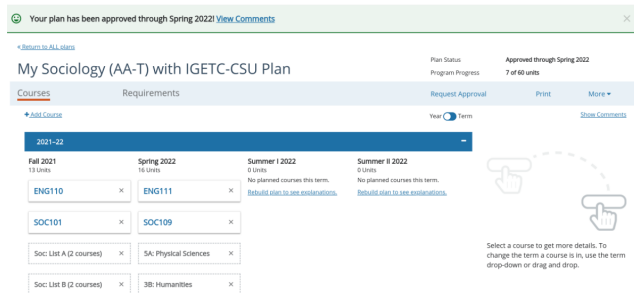 Your plan has been approved through Spring 2022! View Comments
« Return to ALL plans
My Sociology (AA-T) with IGETC-CSU Plan
Plan Status Approved through Spring 2022
Program Progress 7 of 60 units
Courses Requirements Request Approval Print More
+ Add Course Year Term Show Comments
2021–22
Fall 2021 Spring 2022 Summer I 2022 Summer II 2022
13 Units 16 Units 0 Units 0 Units
No planned courses this term. No planned courses this term.
Rebuild plan to see explanations. Rebuild plan to see explanations.
ENG110 × ENG111 ×
SOC101 × SOC109 ×
Soc: List A (2 courses) × 5A: Physical Sciences ×
Soc: List B (2 courses) × 3B: Humanities ×
Select a course to get more details. To
change the term a course is in, use the term
drop-down or drag and drop.